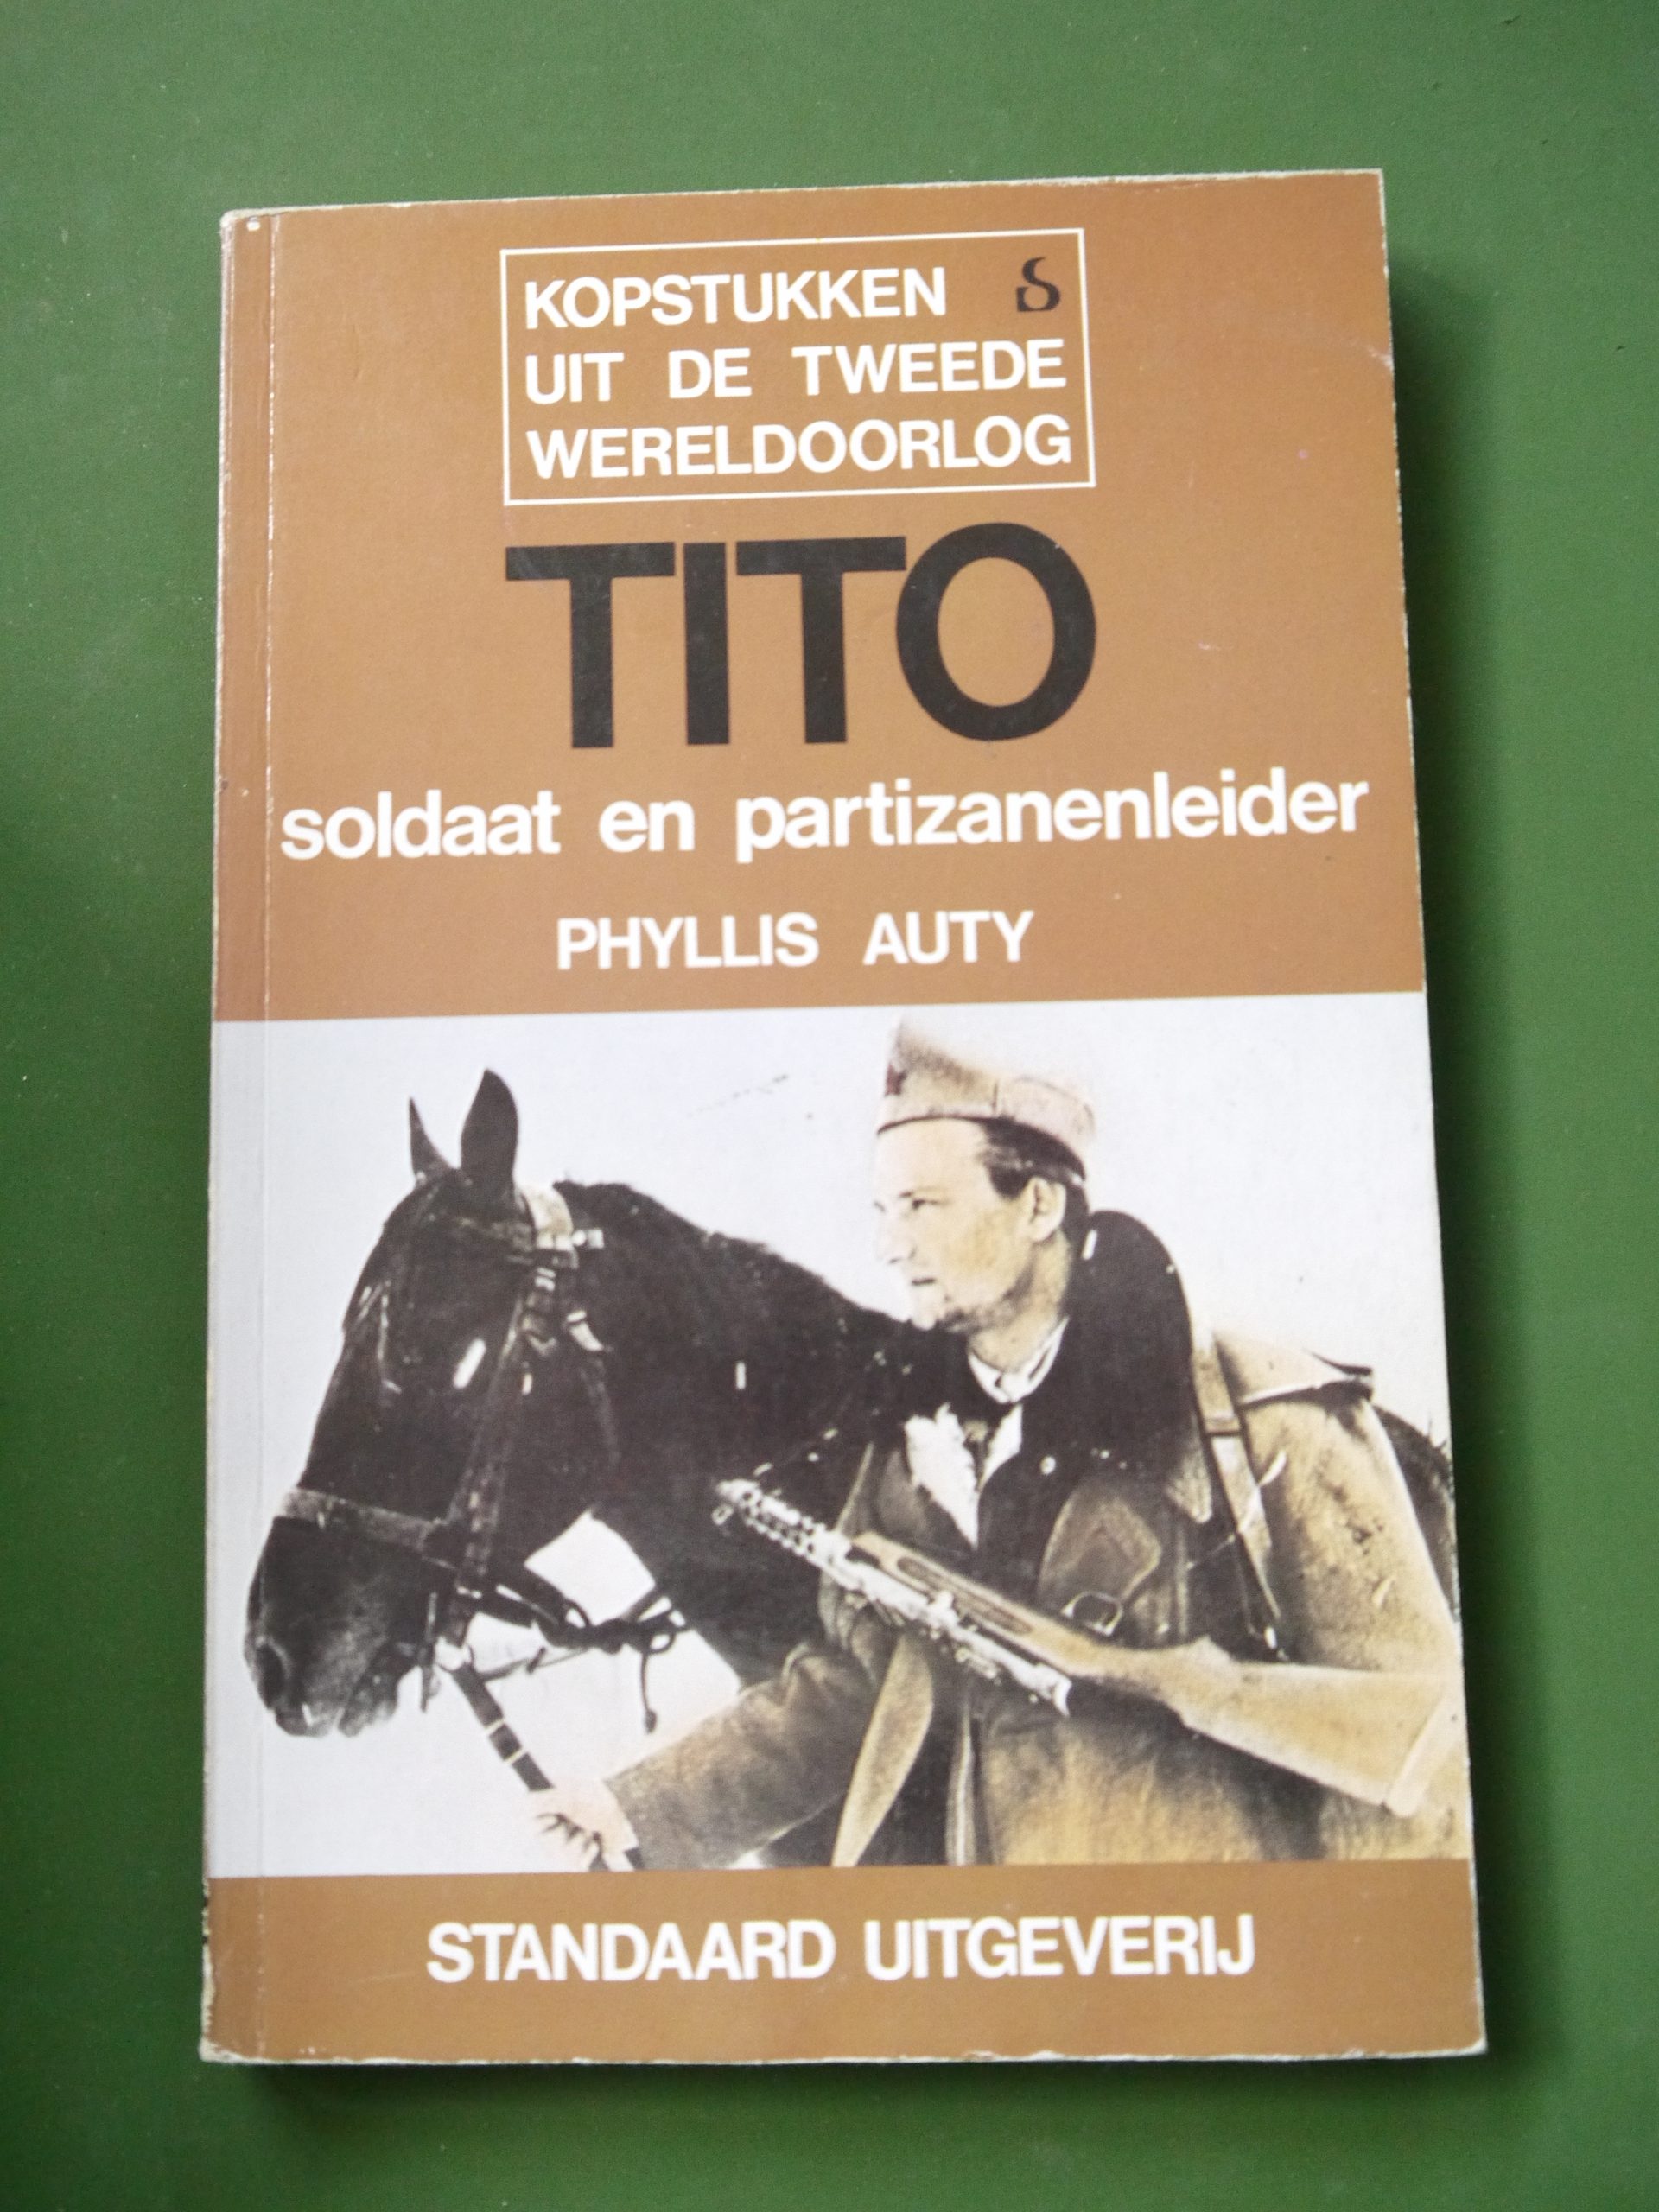 KOPSTUKKEN S
UIT DE TWEEDE
WERELDOORLOG
TITO
soldaat en partizanenleider
PHYLLIS AUTY
STANDAARD UITGEVERIJ